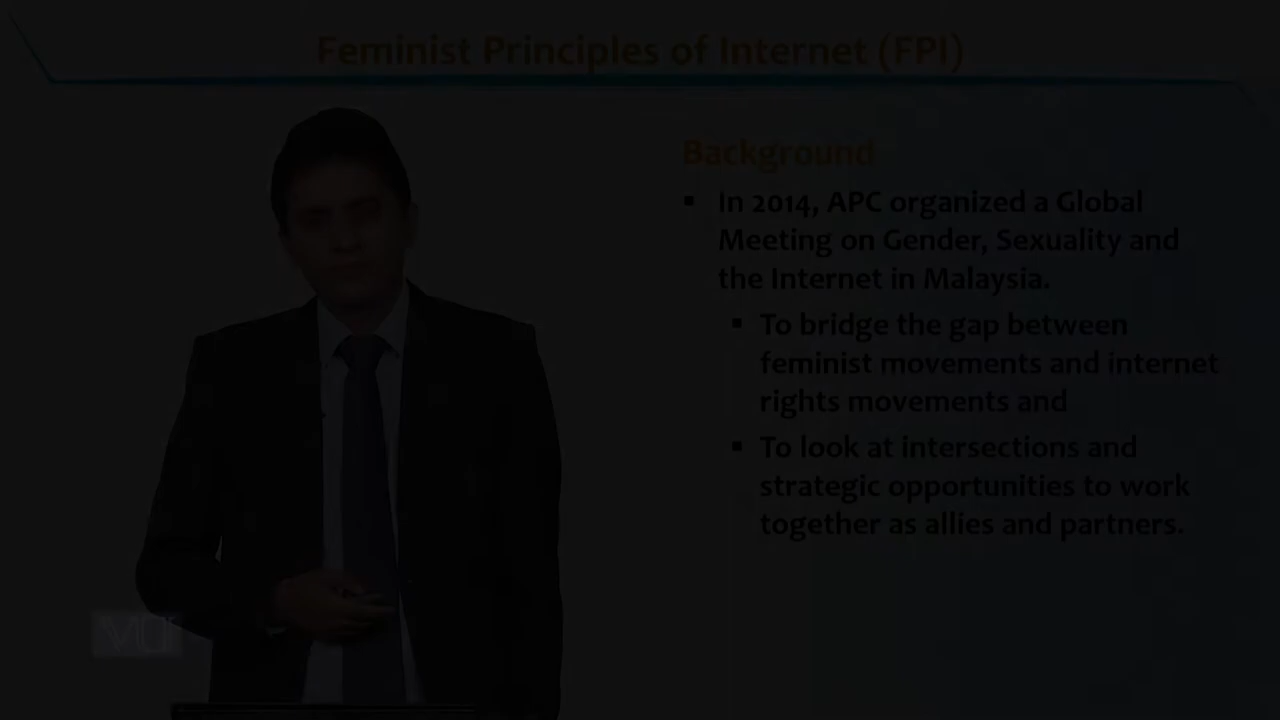 Feminist Principles of Internet (FPI)
Background
▪ In 2014, APC organized a Global
Meeting on Gender, Sexuality and
the Internet in Malaysia.
▪ To bridge the gap between
feminist movements and internet
rights movements and
▪ To look at intersections and
strategic opportunities to work
together as allies and partners.
VU